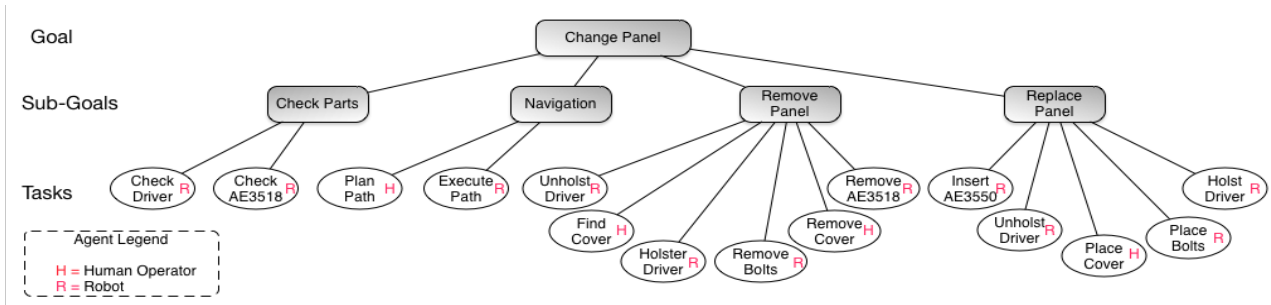 Goal
Change Panel
Sub-Goals
Check Parts
Navigation
Remove
Panel
Replace
Panel
Tasks
Check
Driver R
Check
AE3518 R
Plan
Path H
Execute
Path R
Unholst
Driver R
Find
Cover H
Holster
Driver R
Remove
Bolts R
Remove
Cover H
Remove
AE3518 R
Insert
AE3550 R
Unholst
Driver R
Place
Cover H
Place
Bolts R
Holst
Driver R
Agent Legend
H = Human Operator
R = Robot